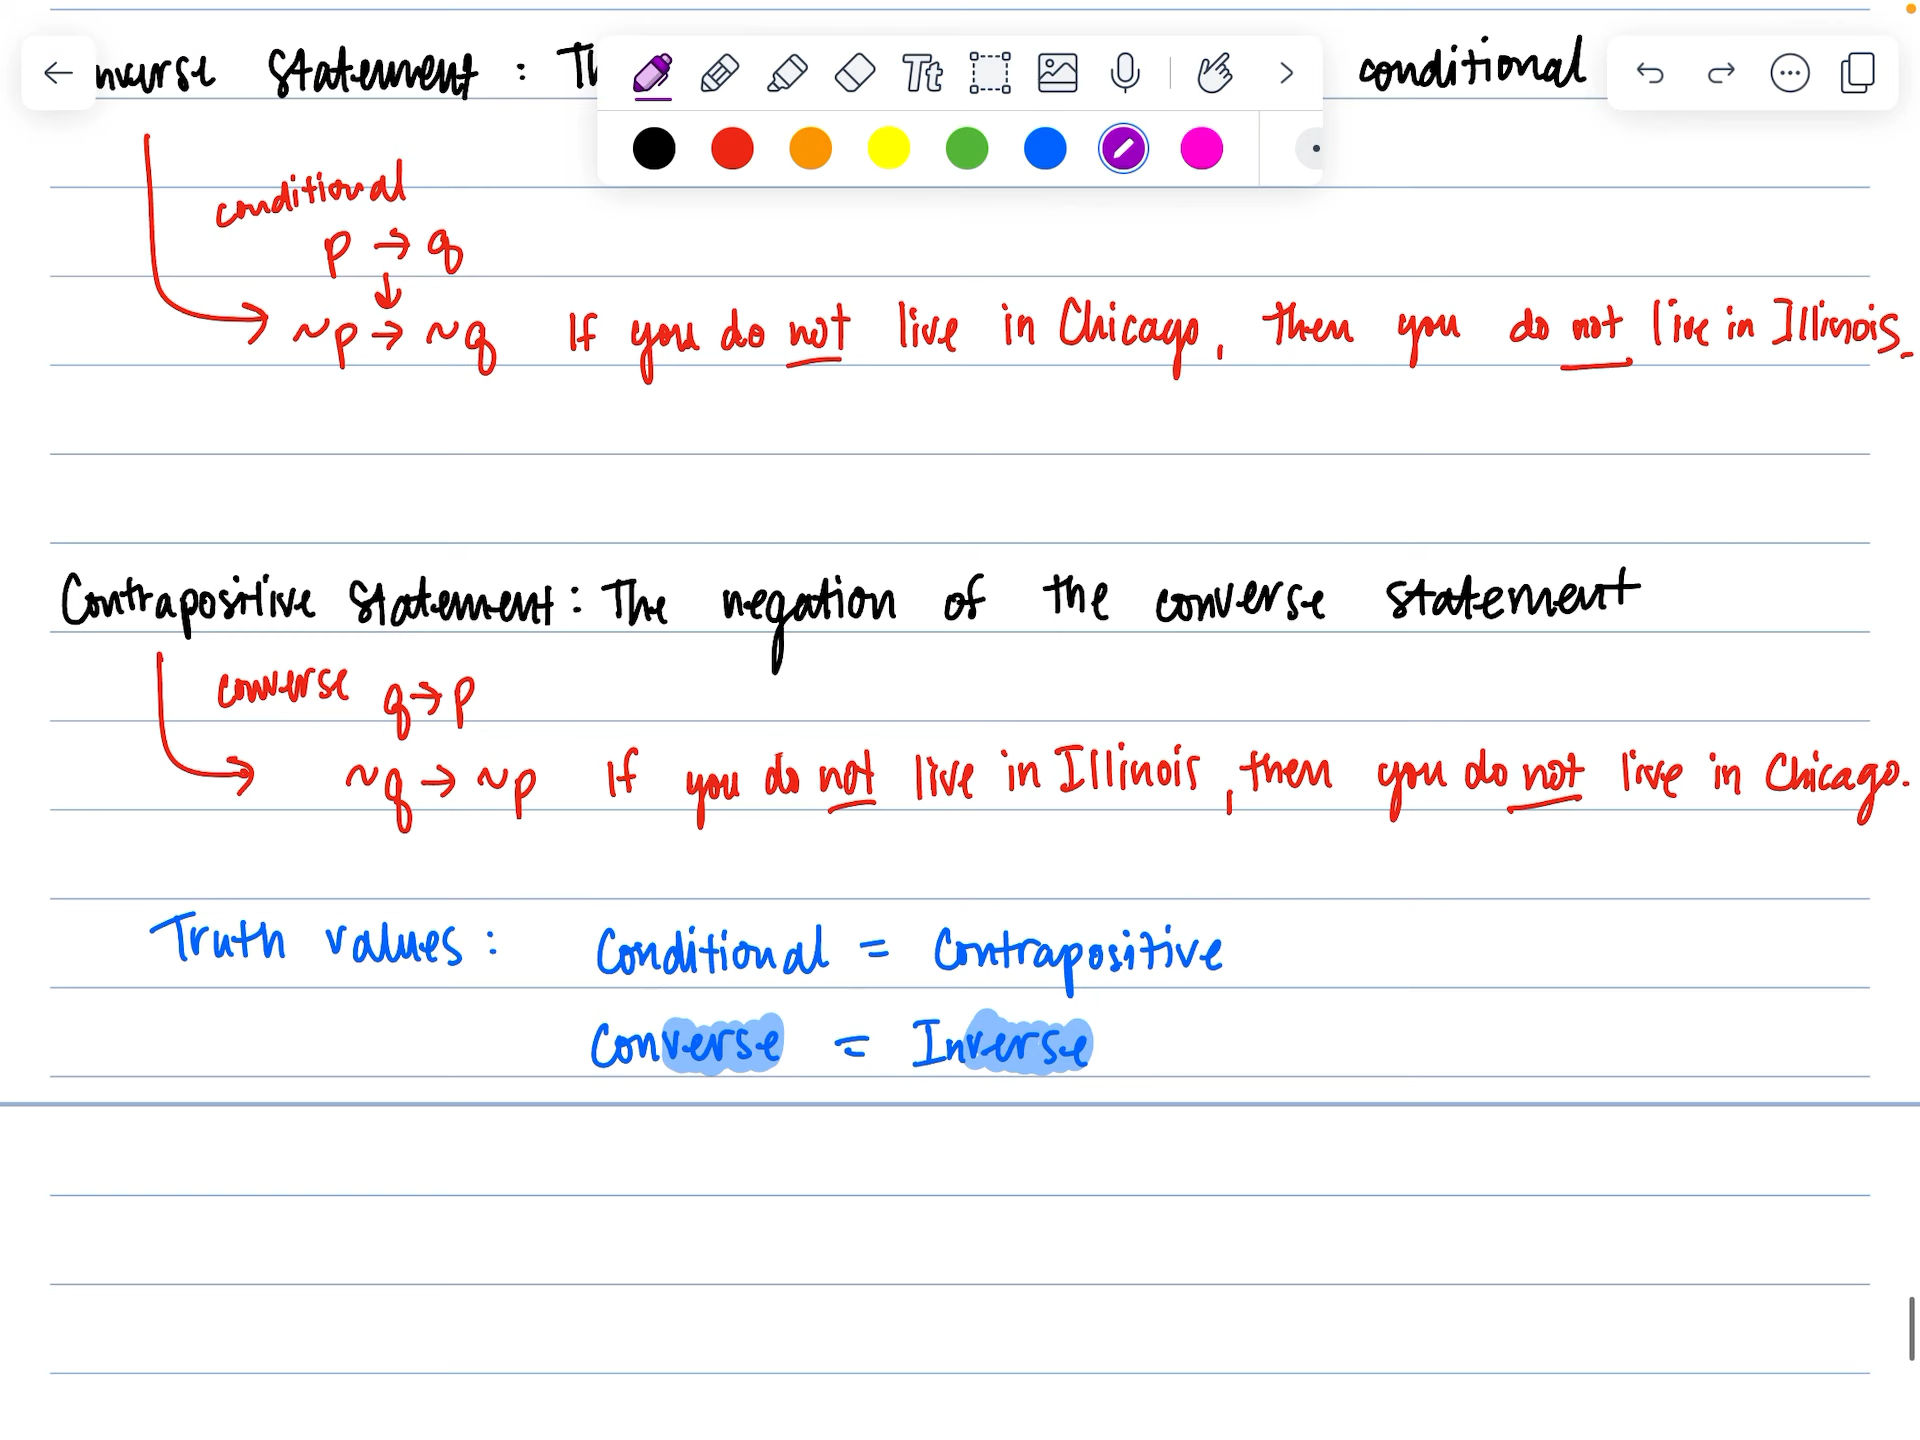 nverse Statement : Th conditional
Tt
conditional
p → q
~p → ~q If you do not live in Chicago, then you do not live in Illinois.
Contrapositive Statement: The negation of the converse statement
converse q→p
~q → ~p If you do not live in Illinois, then you do not live in Chicago.
Truth values : Conditional = Contrapositive
Converse = Inverse